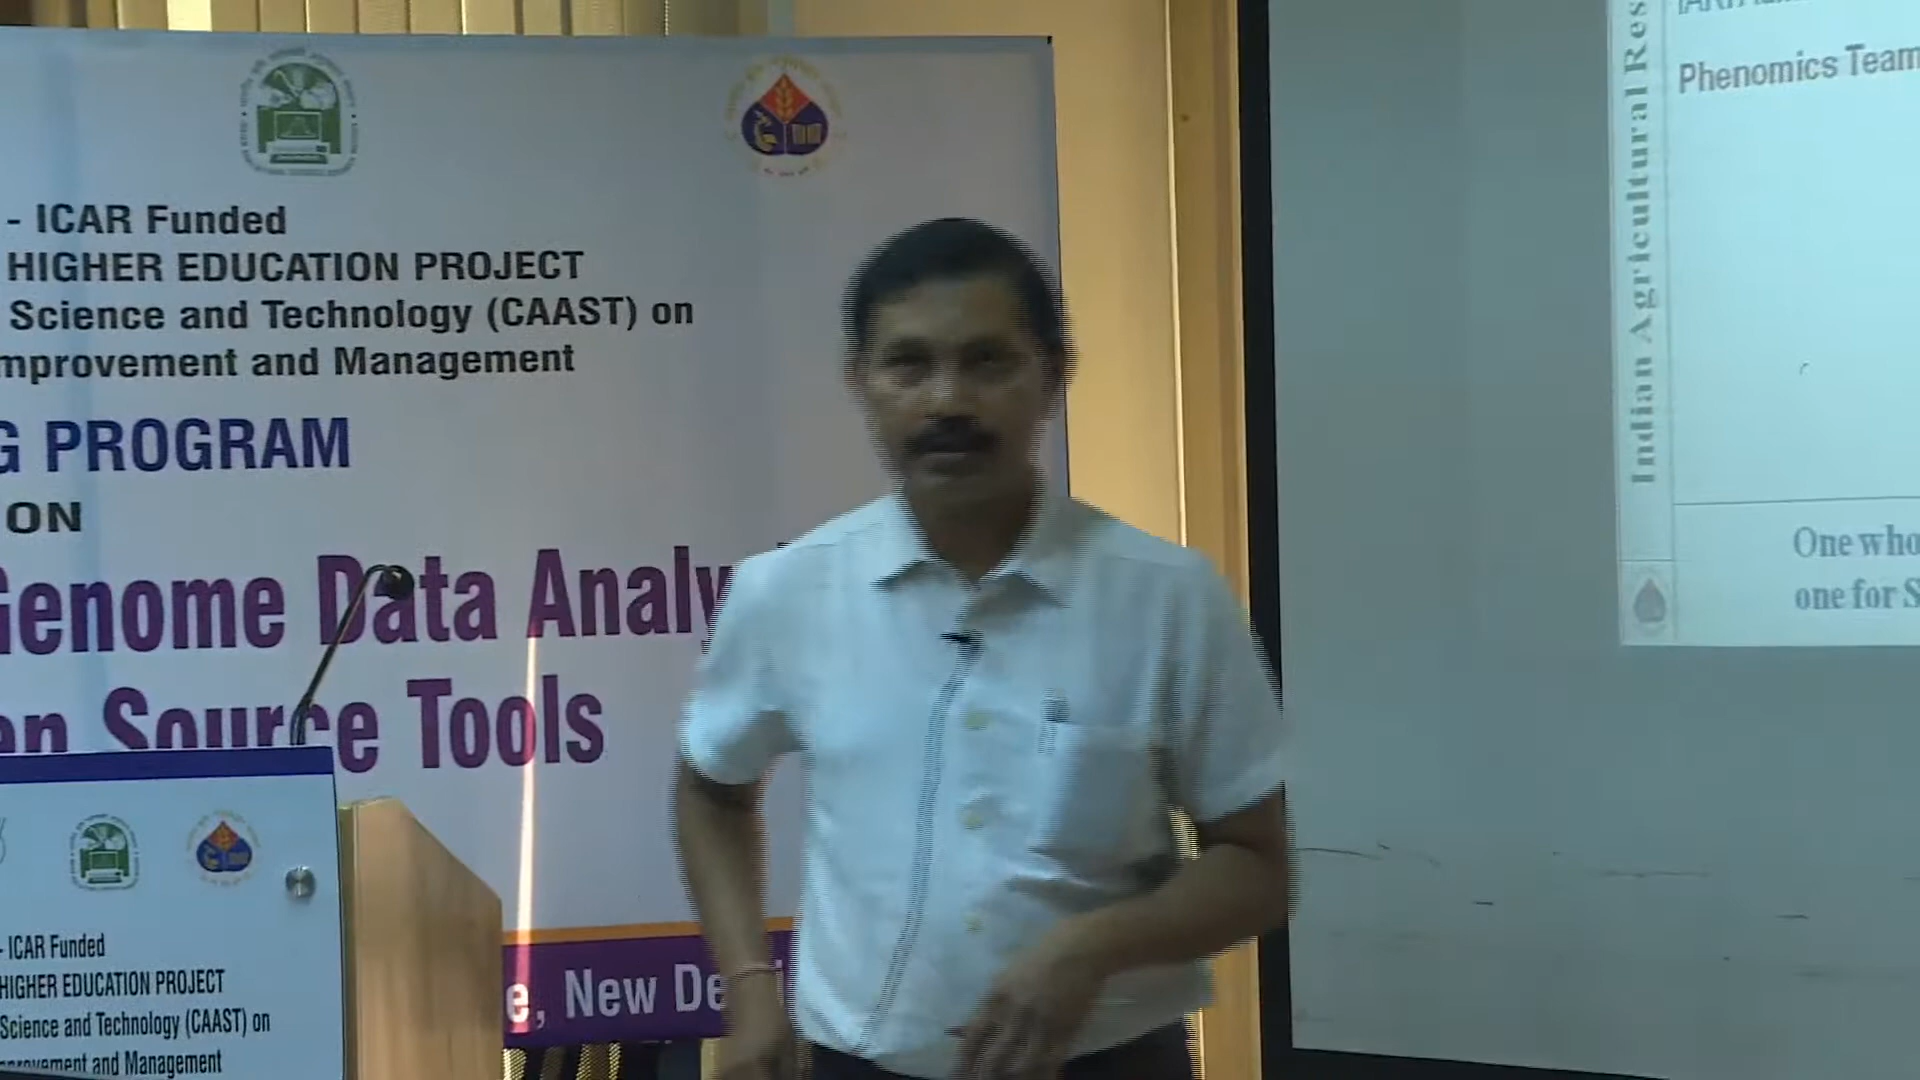 - ICAR Funded
HIGHER EDUCATION PROJECT
Science and Technology (CAAST) on
mprovement and Management
G PROGRAM
ON
Genome Data Analy
en Source Tools
e, New De
- ICAR Funded
HIGHER EDUCATION PROJECT
Science and Technology (CAAST) on
mprovement and Management
Indian Agricultural Res
Phenomics Team
One who
one for S